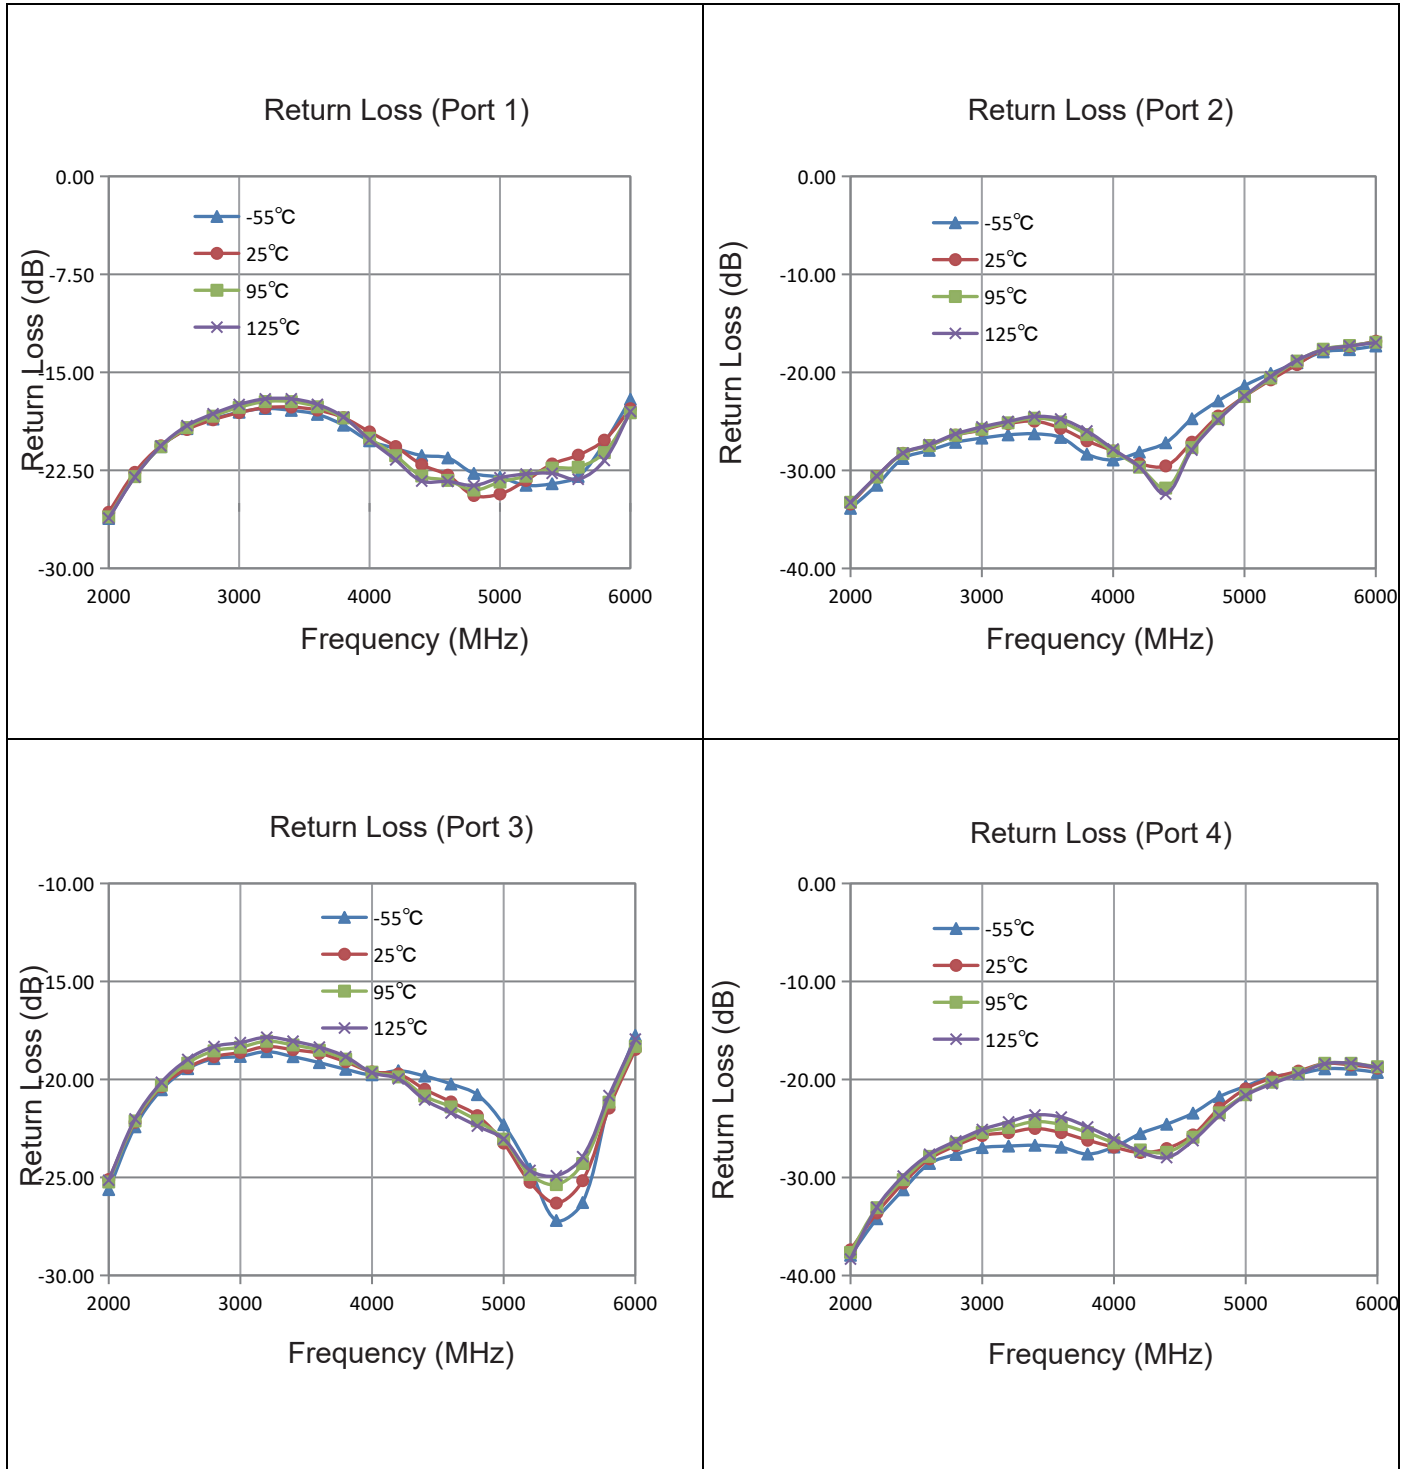 Return Loss (Port 1)
Return Loss (dB)
0.00
-7.50
-15.00
-22.50
-30.00
-55°C
25°C
95°C
125°C
2000 3000 4000 5000 6000
Frequency (MHz)
Return Loss (Port 2)
Return Loss (dB)
0.00
-10.00
-20.00
-30.00
-40.00
-55°C
25°C
95°C
125°C
2000 3000 4000 5000 6000
Frequency (MHz)
Return Loss (Port 3)
Return Loss (dB)
-10.00
-15.00
-20.00
-25.00
-30.00
-55°C
25°C
95°C
125°C
2000 3000 4000 5000 6000
Frequency (MHz)
Return Loss (Port 4)
Return Loss (dB)
0.00
-10.00
-20.00
-30.00
-40.00
-55°C
25°C
95°C
125°C
2000 3000 4000 5000 6000
Frequency (MHz)